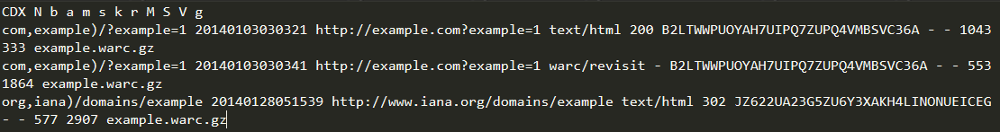 CDX N b a m s k r M S V g
com,example)/?example=1 20140103030321 http://example.com?example=1 text/html 200 B2LTWWPUOYAH7UIPQ7ZUPQ4VMBSVC36A - - 1043
333 example.warc.gz
com,example)/?example=1 20140103030341 http://example.com?example=1 warc/revisit - B2LTWWPUOYAH7UIPQ7ZUPQ4VMBSVC36A - - 553
1864 example.warc.gz
org,iana)/domains/example 20140128051539 http://www.iana.org/domains/example text/html 302 JZ622UA23G5ZU6Y3XAKH4LINONUEICEG
- - 577 2907 example.warc.gz